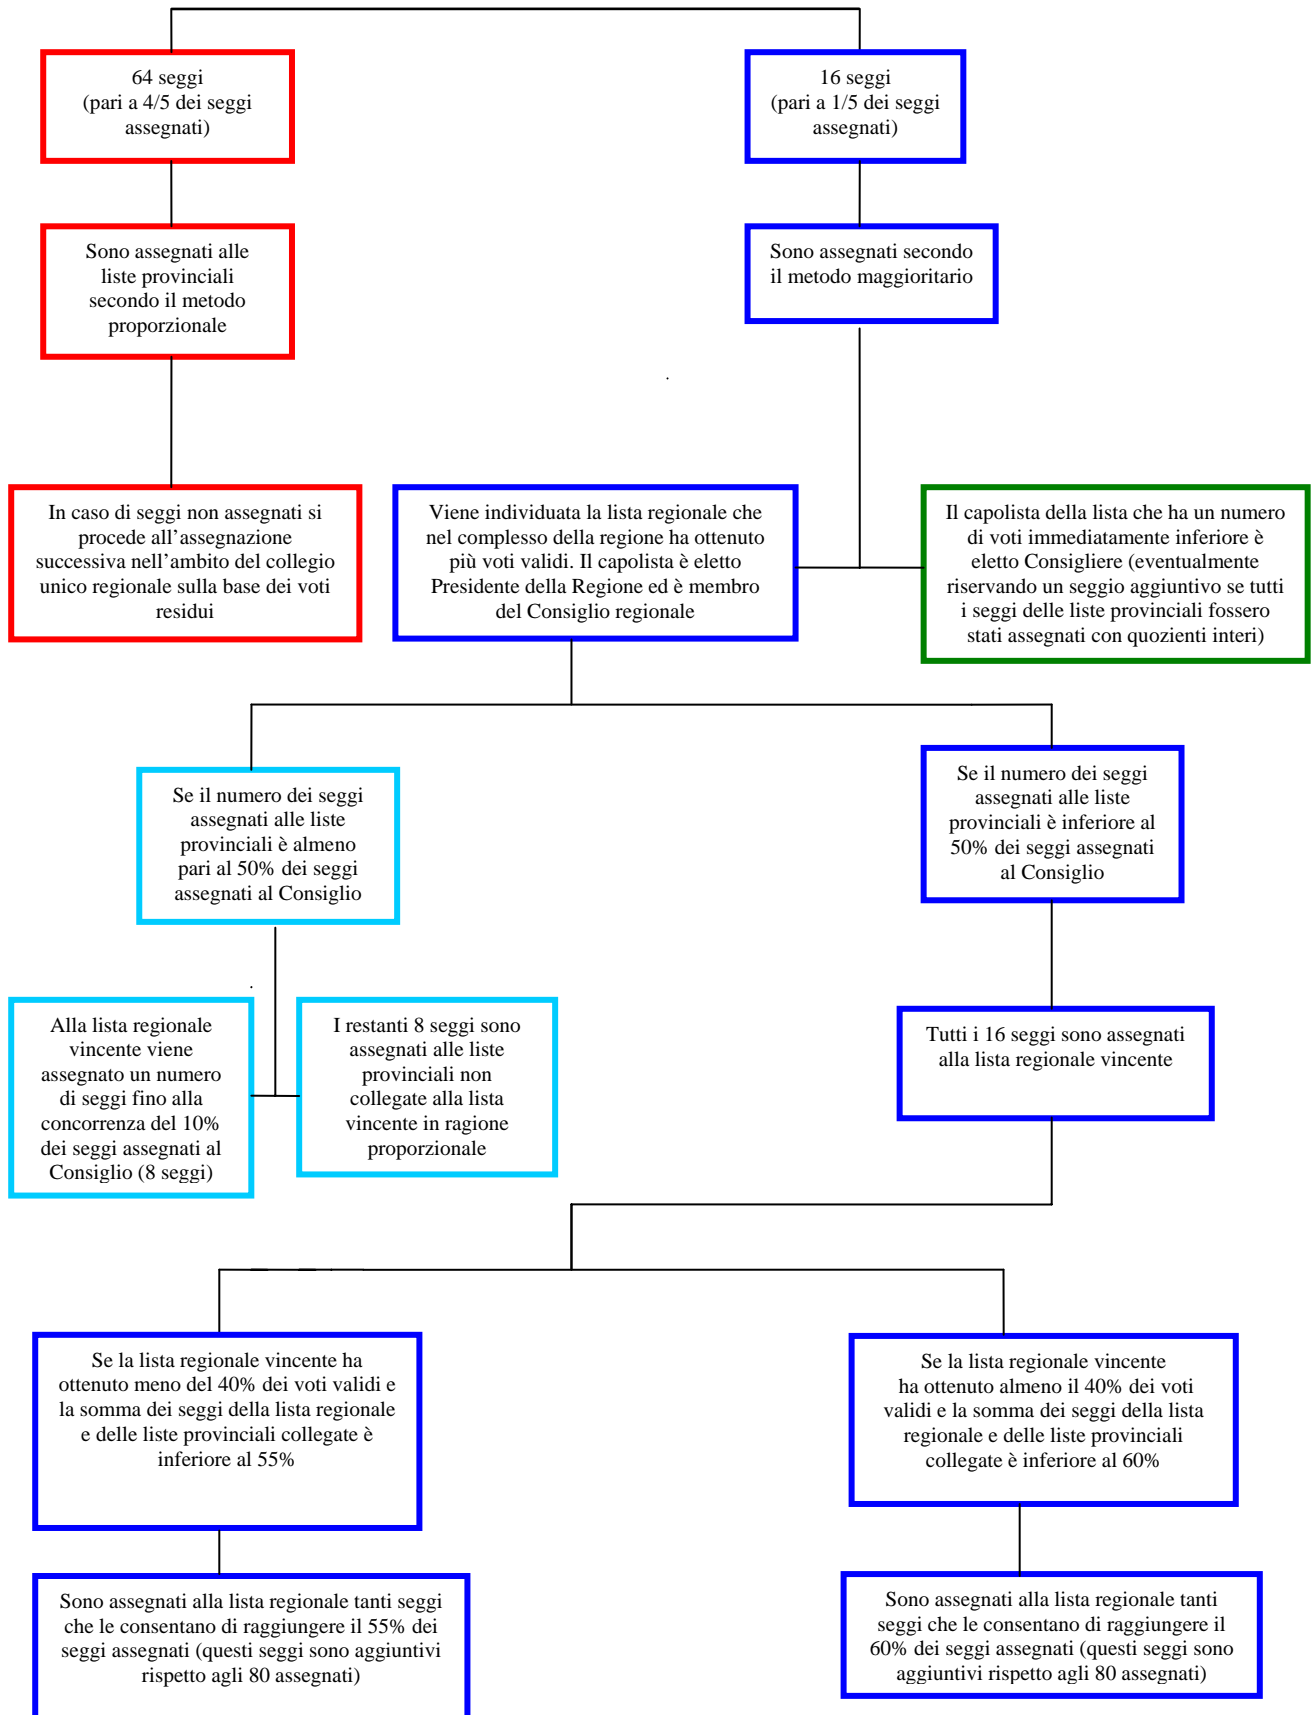 64 seggi
(pari a 4/5 dei seggi
assegnati)
16 seggi
(pari a 1/5 dei seggi
assegnati)
Sono assegnati alle
liste provinciali
secondo il metodo
proporzionale
Sono assegnati secondo
il metodo maggioritario
In caso di seggi non assegnati si
procede all’assegnazione
successiva nell’ambito del collegio
unico regionale sulla base dei voti
residui
Viene individuata la lista regionale che
nel complesso della regione ha ottenuto
più voti validi. Il capolista è eletto
Presidente della Regione ed è membro
del Consiglio regionale
Il capolista della lista che ha un numero
di voti immediatamente inferiore è
eletto Consigliere (eventualmente
riservando un seggio aggiuntivo se tutti
i seggi delle liste provinciali fossero
stati assegnati con quozienti interi)
Se il numero dei seggi
assegnati alle liste
provinciali è almeno
pari al 50% dei seggi
assegnati al Consiglio
Se il numero dei seggi
assegnati alle liste
provinciali è inferiore al
50% dei seggi assegnati
al Consiglio
Alla lista regionale
vincente viene
assegnato un numero
di seggi fino alla
concorrenza del 10%
dei seggi assegnati al
Consiglio (8 seggi)
I restanti 8 seggi sono
assegnati alle liste
provinciali non
collegate alla lista
vincente in ragione
proporzionale
Tutti i 16 seggi sono assegnati
alla lista regionale vincente
Se la lista regionale vincente ha
ottenuto meno del 40% dei voti validi e
la somma dei seggi della lista regionale
e delle liste provinciali collegate è
inferiore al 55%
Se la lista regionale vincente
ha ottenuto almeno il 40% dei voti
validi e la somma dei seggi della lista
regionale e delle liste provinciali
collegate è inferiore al 60%
Sono assegnati alla lista regionale tanti seggi
che le consentano di raggiungere il 55% dei
seggi assegnati (questi seggi sono aggiuntivi
rispetto agli 80 assegnati)
Sono assegnati alla lista regionale tanti
seggi che le consentano di raggiungere il
60% dei seggi assegnati (questi seggi sono
aggiuntivi rispetto agli 80 assegnati)